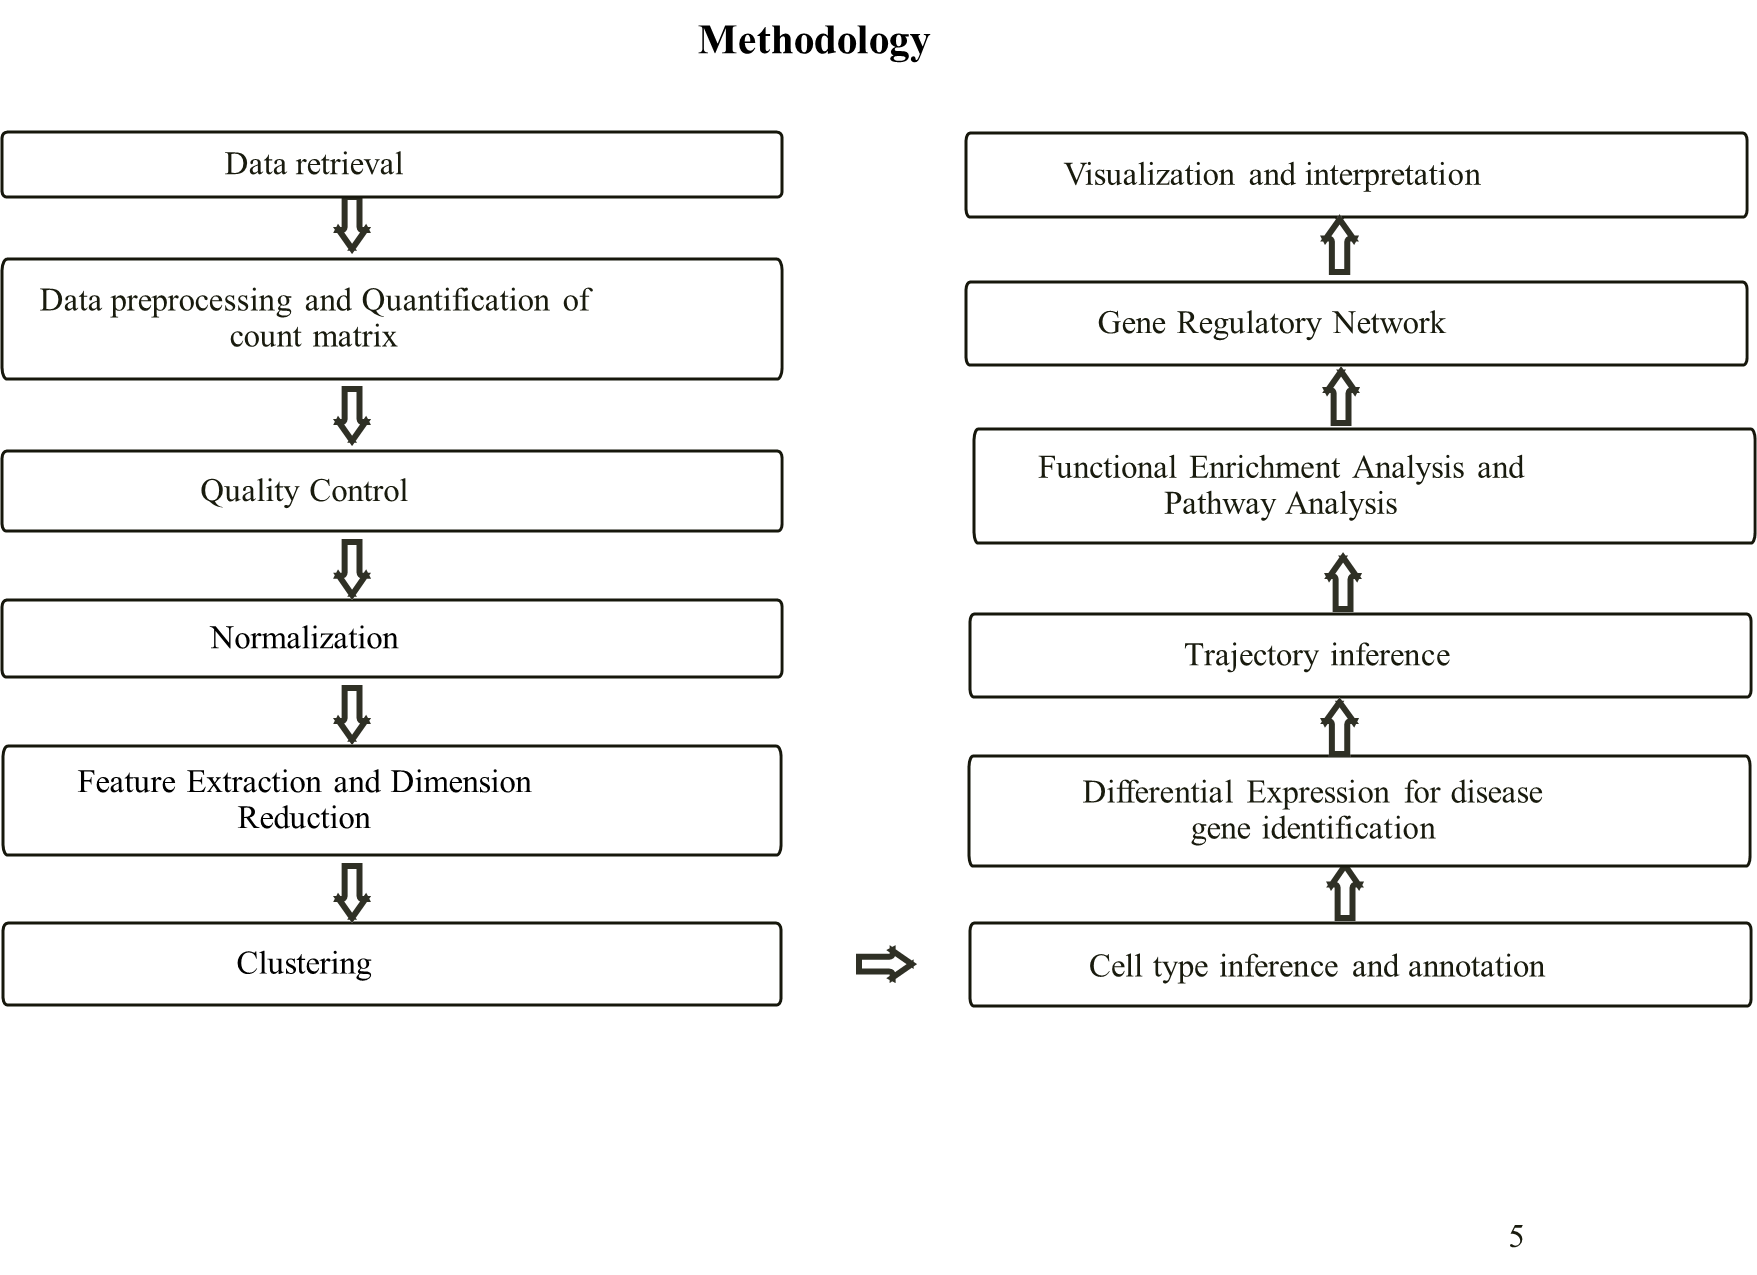 Methodology
Data retrieval
Data preprocessing and Quantification of
count matrix
Quality Control
Normalization
Feature Extraction and Dimension
Reduction
Clustering
Cell type inference and annotation
Differential Expression for disease
gene identification
Trajectory inference
Functional Enrichment Analysis and
Pathway Analysis
Gene Regulatory Network
Visualization and interpretation
5